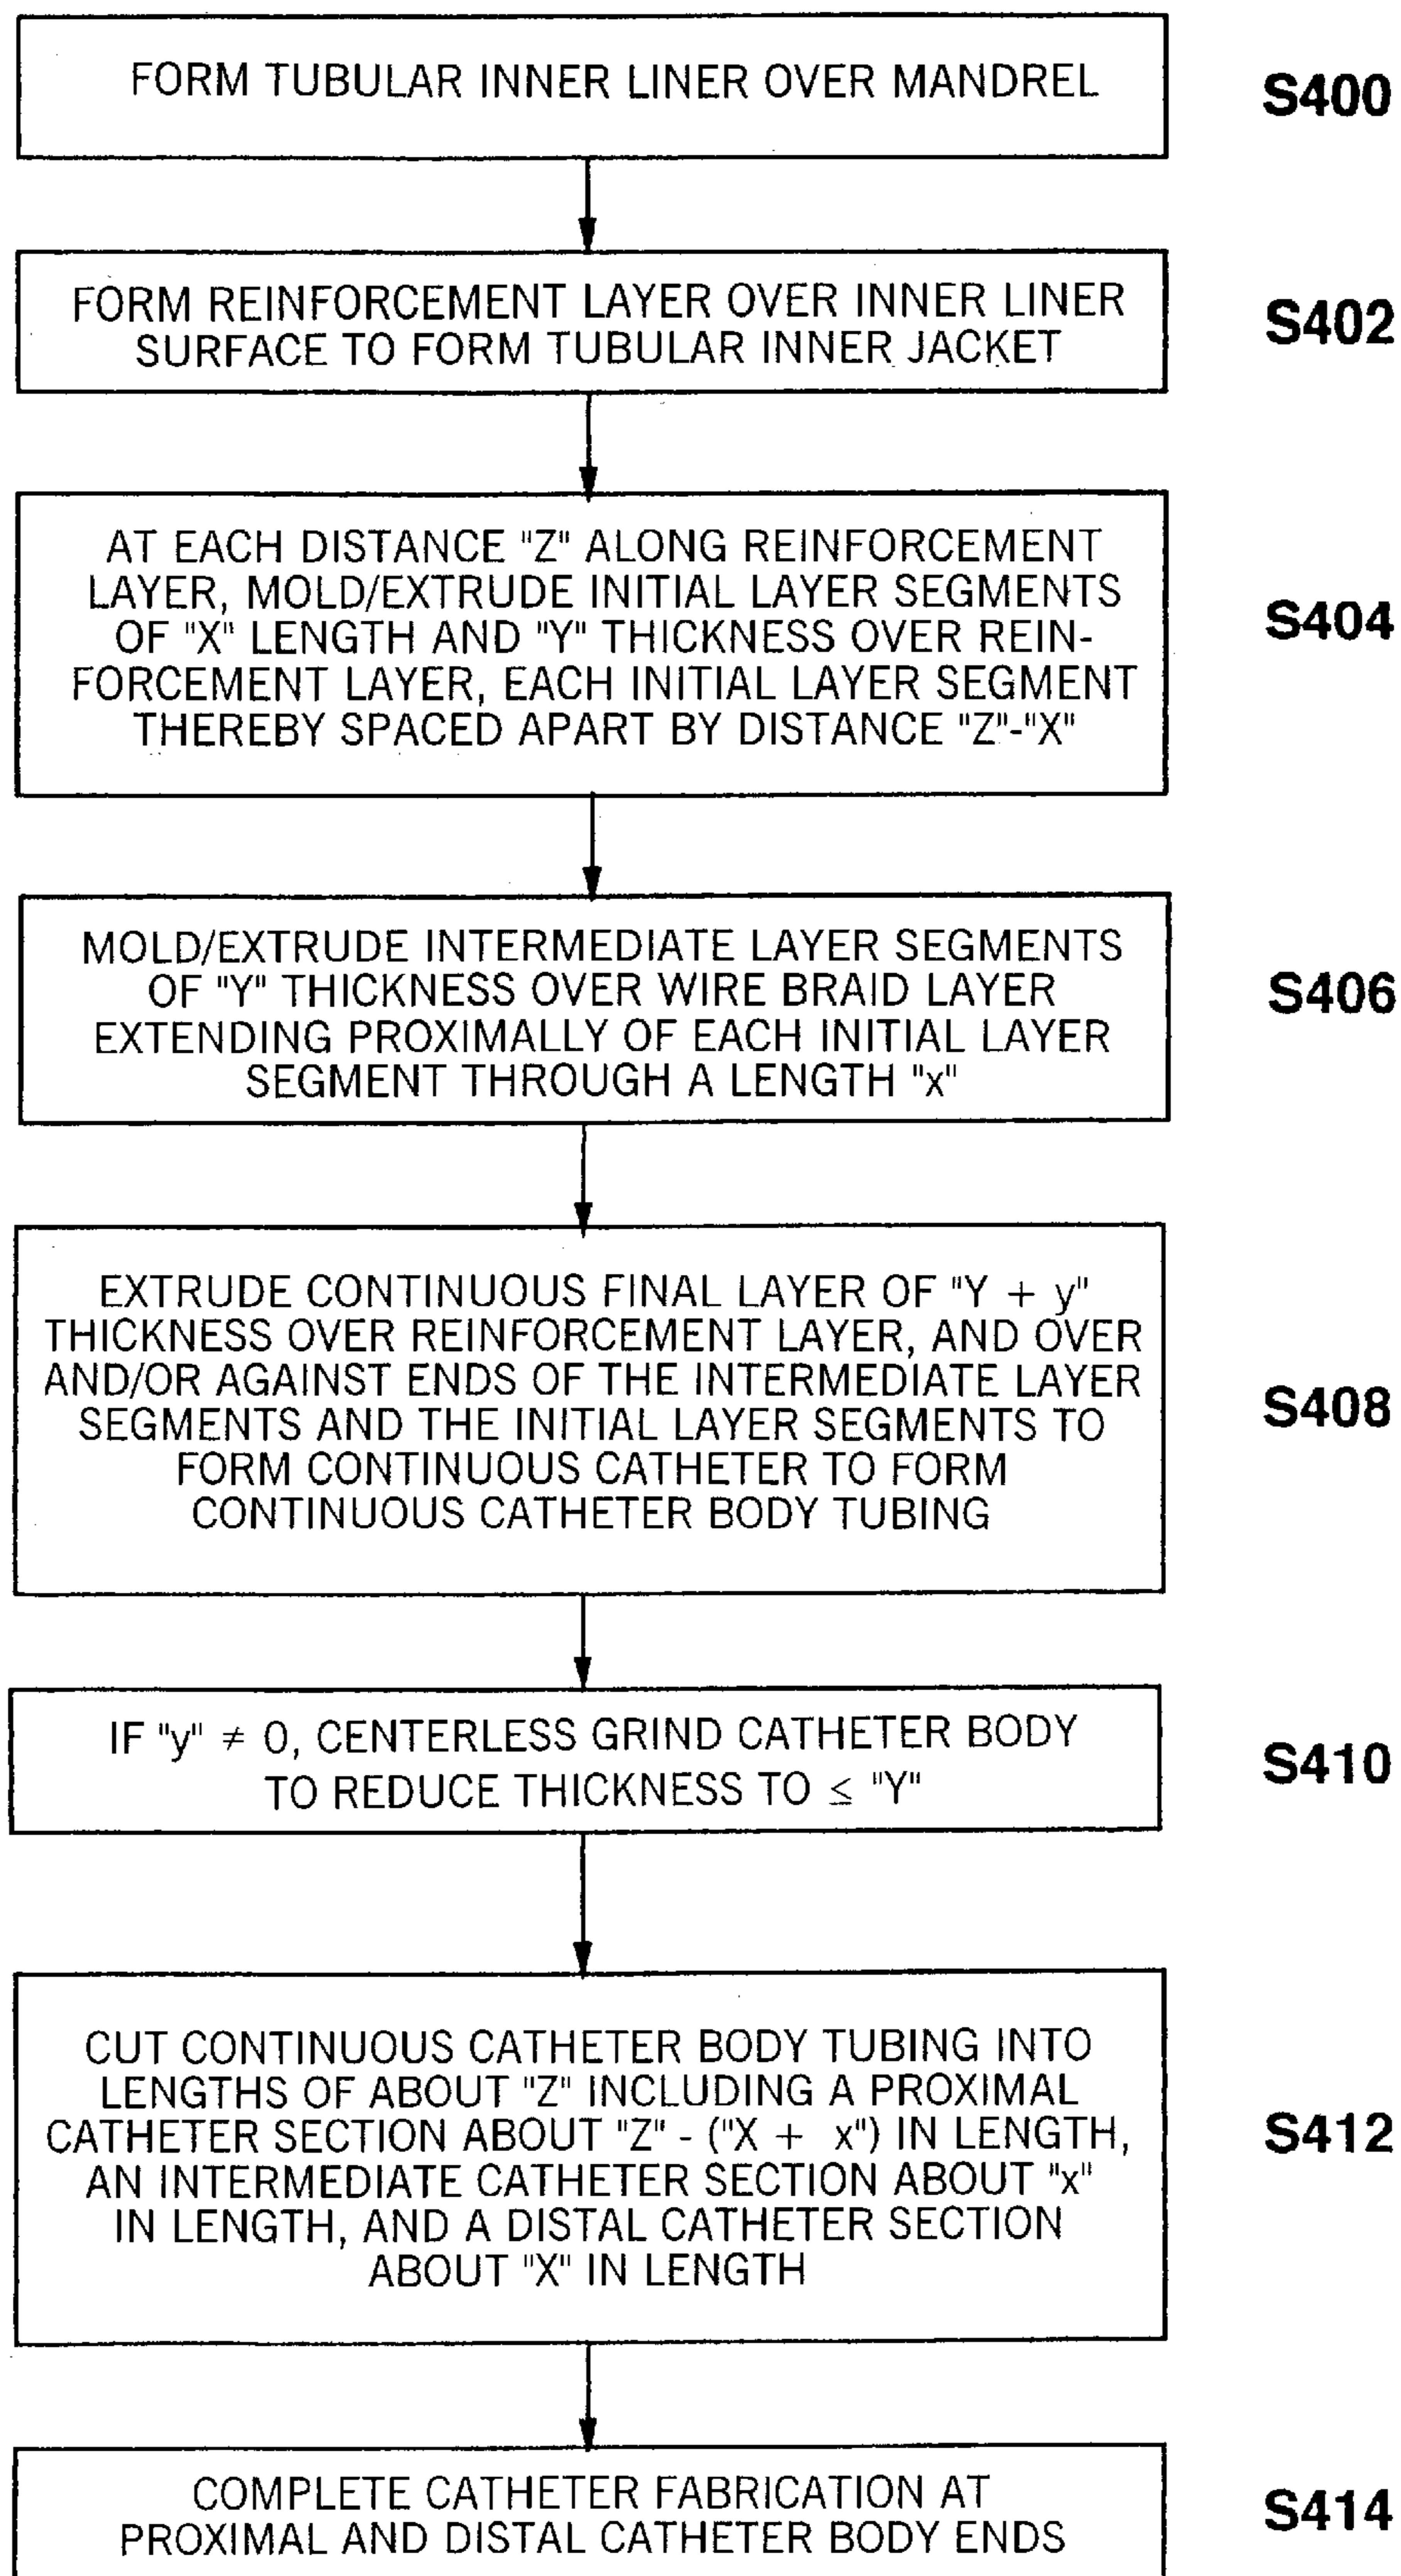 FORM TUBULAR INNER LINER OVER MANDREL
S400
FORM REINFORCEMENT LAYER OVER INNER LINER
SURFACE TO FORM TUBULAR INNER JACKET
S402
AT EACH DISTANCE "Z" ALONG REINFORCEMENT
LAYER, MOLD/EXTRUDE INITIAL LAYER SEGMENTS
OF "X" LENGTH AND "Y" THICKNESS OVER REIN-
FORCEMENT LAYER, EACH INITIAL LAYER SEGMENT
THEREBY SPACED APART BY DISTANCE "Z"-"X"
S404
MOLD/EXTRUDE INTERMEDIATE LAYER SEGMENTS
OF "Y" THICKNESS OVER WIRE BRAID LAYER
EXTENDING PROXIMALLY OF EACH INITIAL LAYER
SEGMENT THROUGH A LENGTH "x"
S406
EXTRUDE CONTINUOUS FINAL LAYER OF "Y + y"
THICKNESS OVER REINFORCEMENT LAYER, AND OVER
AND/OR AGAINST ENDS OF THE INTERMEDIATE LAYER
SEGMENTS AND THE INITIAL LAYER SEGMENTS TO
FORM CONTINUOUS CATHETER TO FORM
CONTINUOUS CATHETER BODY TUBING
S408
IF "y" ≠ 0, CENTERLESS GRIND CATHETER BODY
TO REDUCE THICKNESS TO ≤ "Y"
S410
CUT CONTINUOUS CATHETER BODY TUBING INTO
LENGTHS OF ABOUT "Z" INCLUDING A PROXIMAL
CATHETER SECTION ABOUT "Z" - ("X + x") IN LENGTH,
AN INTERMEDIATE CATHETER SECTION ABOUT "x"
IN LENGTH, AND A DISTAL CATHETER SECTION
ABOUT "X" IN LENGTH
S412
COMPLETE CATHETER FABRICATION AT
PROXIMAL AND DISTAL CATHETER BODY ENDS
S414